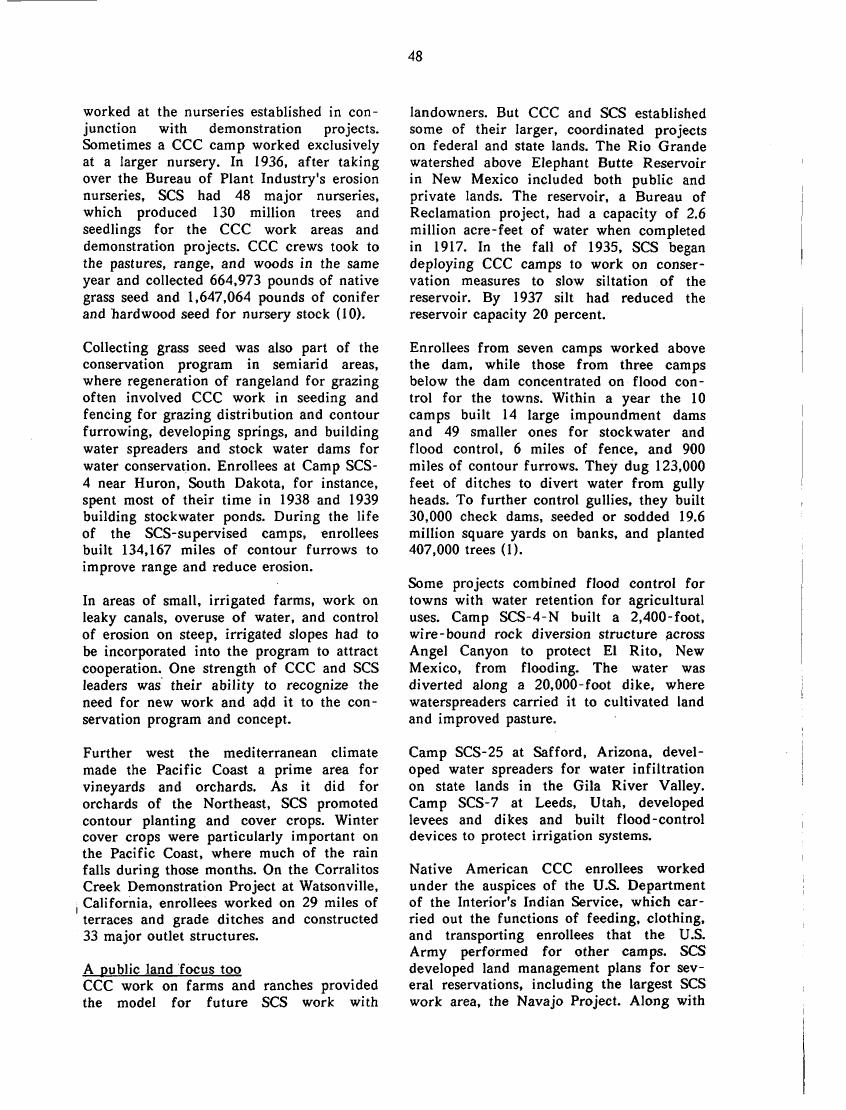 48
worked at the nurseries established in con-
junction with demonstration projects.
Sometimes a CCC camp worked exclusively
at a larger nursery. In 1936, after taking
over the Bureau of Plant Industry's erosion
nurseries, SCS had 48 major nurseries,
which produced 130 million trees and
seedlings for the CCC work areas and
demonstration projects. CCC crews took to
the pastures, range, and woods in the same
year and collected 664,973 pounds of native
grass seed and 1,647,064 pounds of conifer
and hardwood seed for nursery stock (10).
Collecting grass seed was also part of the
conservation program in semiarid areas,
where regeneration of rangeland for grazing
often involved CCC work in seeding and
fencing for grazing distribution and contour
furrowing, developing springs, and building
water spreaders and stock water dams for
water conservation. Enrollees at Camp SCS-
4 near Huron, South Dakota, for instance,
spent most of their time in 1938 and 1939
building stockwater ponds. During the life
of the SCS-supervised camps, enrollees
built 134,167 miles of contour furrows to
improve range and reduce erosion.
In areas of small, irrigated farms, work on
leaky canals, overuse of water, and control
of erosion on steep, irrigated slopes had to
be incorporated into the program to attract
cooperation. One strength of CCC and SCS
leaders was their ability to recognize the
need for new work and add it to the con-
servation program and concept.
Further west the mediterranean climate
made the Pacific Coast a prime area for
vineyards and orchards. As it did for
orchards of the Northeast, SCS promoted
contour planting and cover crops. Winter
cover crops were particularly important on
the Pacific Coast, where much of the rain
falls during those months. On the Corralitos
Creek Demonstration Project at Watsonville,
California, enrollees worked on 29 miles of
terraces and grade ditches and constructed
33 major outlet structures.
A public land focus too
CCC work on farms and ranches provided
the model for future SCS work with
landowners. But CCC and SCS established
some of their larger, coordinated projects
on federal and state lands. The Rio Grande
watershed above Elephant Butte Reservoir
in New Mexico included both public and
private lands. The reservoir, a Bureau of
Reclamation project, had a capacity of 2.6
million acre-feet of water when completed
in 1917. In the fall of 1935, SCS began
deploying CCC camps to work on conser-
vation measures to slow siltation of the
reservoir. By 1937 silt had reduced the
reservoir capacity 20 percent.
Enrollees from seven camps worked above
the dam, while those from three camps
below the dam concentrated on flood con-
trol for the towns. Within a year the 10
camps built 14 large impoundment dams
and 49 smaller ones for stockwater and
flood control, 6 miles of fence, and 900
miles of contour furrows. They dug 123,000
feet of ditches to divert water from gully
heads. To further control gullies, they built
30,000 check dams, seeded or sodded 19.6
million square yards on banks, and planted
407,000 trees (1).
Some projects combined flood control for
towns with water retention for agricultural
uses. Camp SCS-4-N built a 2,400-foot,
wire-bound rock diversion structure across
Angel Canyon to protect El Rito, New
Mexico, from flooding. The water was
diverted along a 20,000-foot dike, where
waterspreaders carried it to cultivated land
and improved pasture.
Camp SCS-25 at Safford, Arizona, devel-
oped water spreaders for water infiltration
on state lands in the Gila River Valley.
Camp SCS-7 at Leeds, Utah, developed
levees and dikes and built flood-control
devices to protect irrigation systems.
Native American CCC enrollees worked
under the auspices of the U.S. Department
of the Interior's Indian Service, which car-
ried out the functions of feeding, clothing,
and transporting enrollees that the U.S.
Army performed for other camps. SCS
developed land management plans for sev-
eral reservations, including the largest SCS
work area, the Navajo Project. Along with